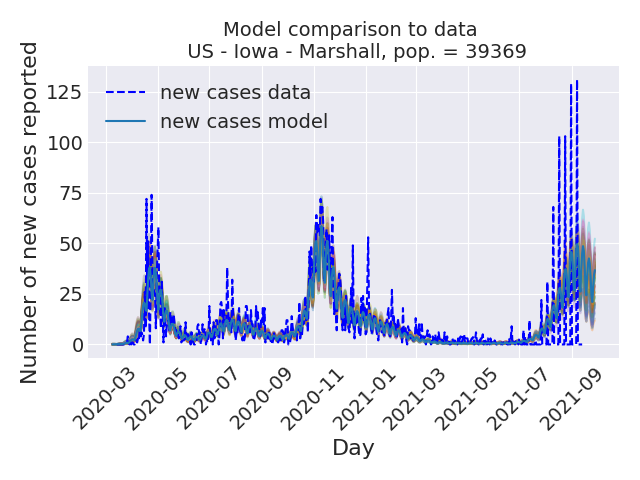 Model comparison to data
US - Iowa - Marshall, pop. = 39369
new cases data
new cases model
Number of new cases reported
125
100
75
50
25
0
2020-03
2020-05
2020-07
2020-09
2020-11
2021-01
2021-03
2021-05
2021-07
2021-09
Day